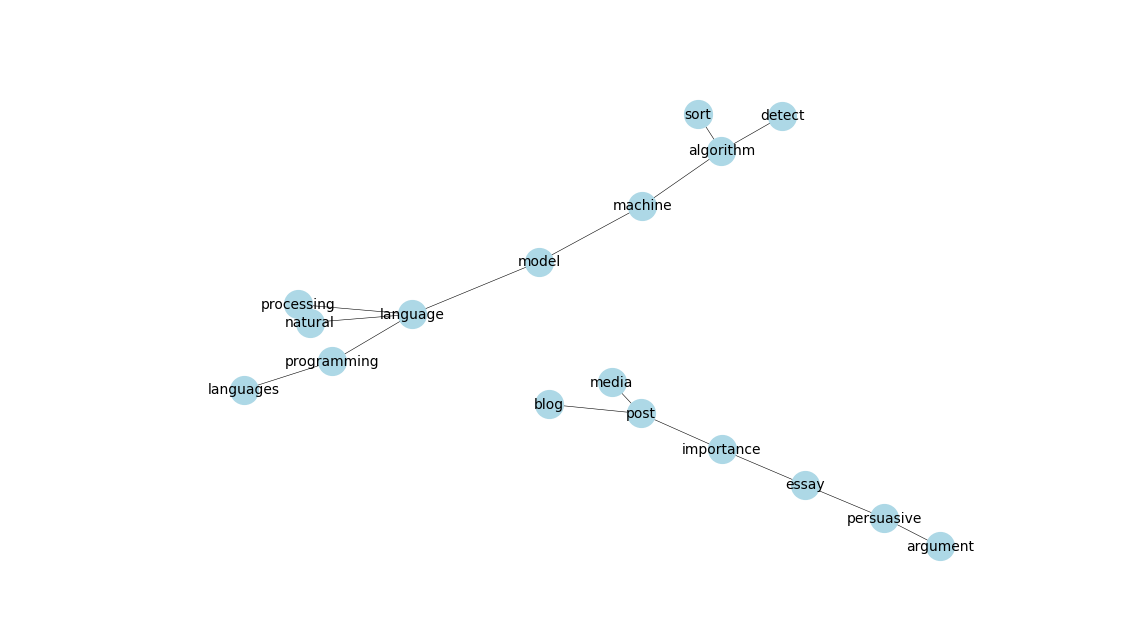 sort
detect
algorithm
machine
model
processing
language
natural
programming
languages
media
blog
post
importance
essay
persuasive
argument